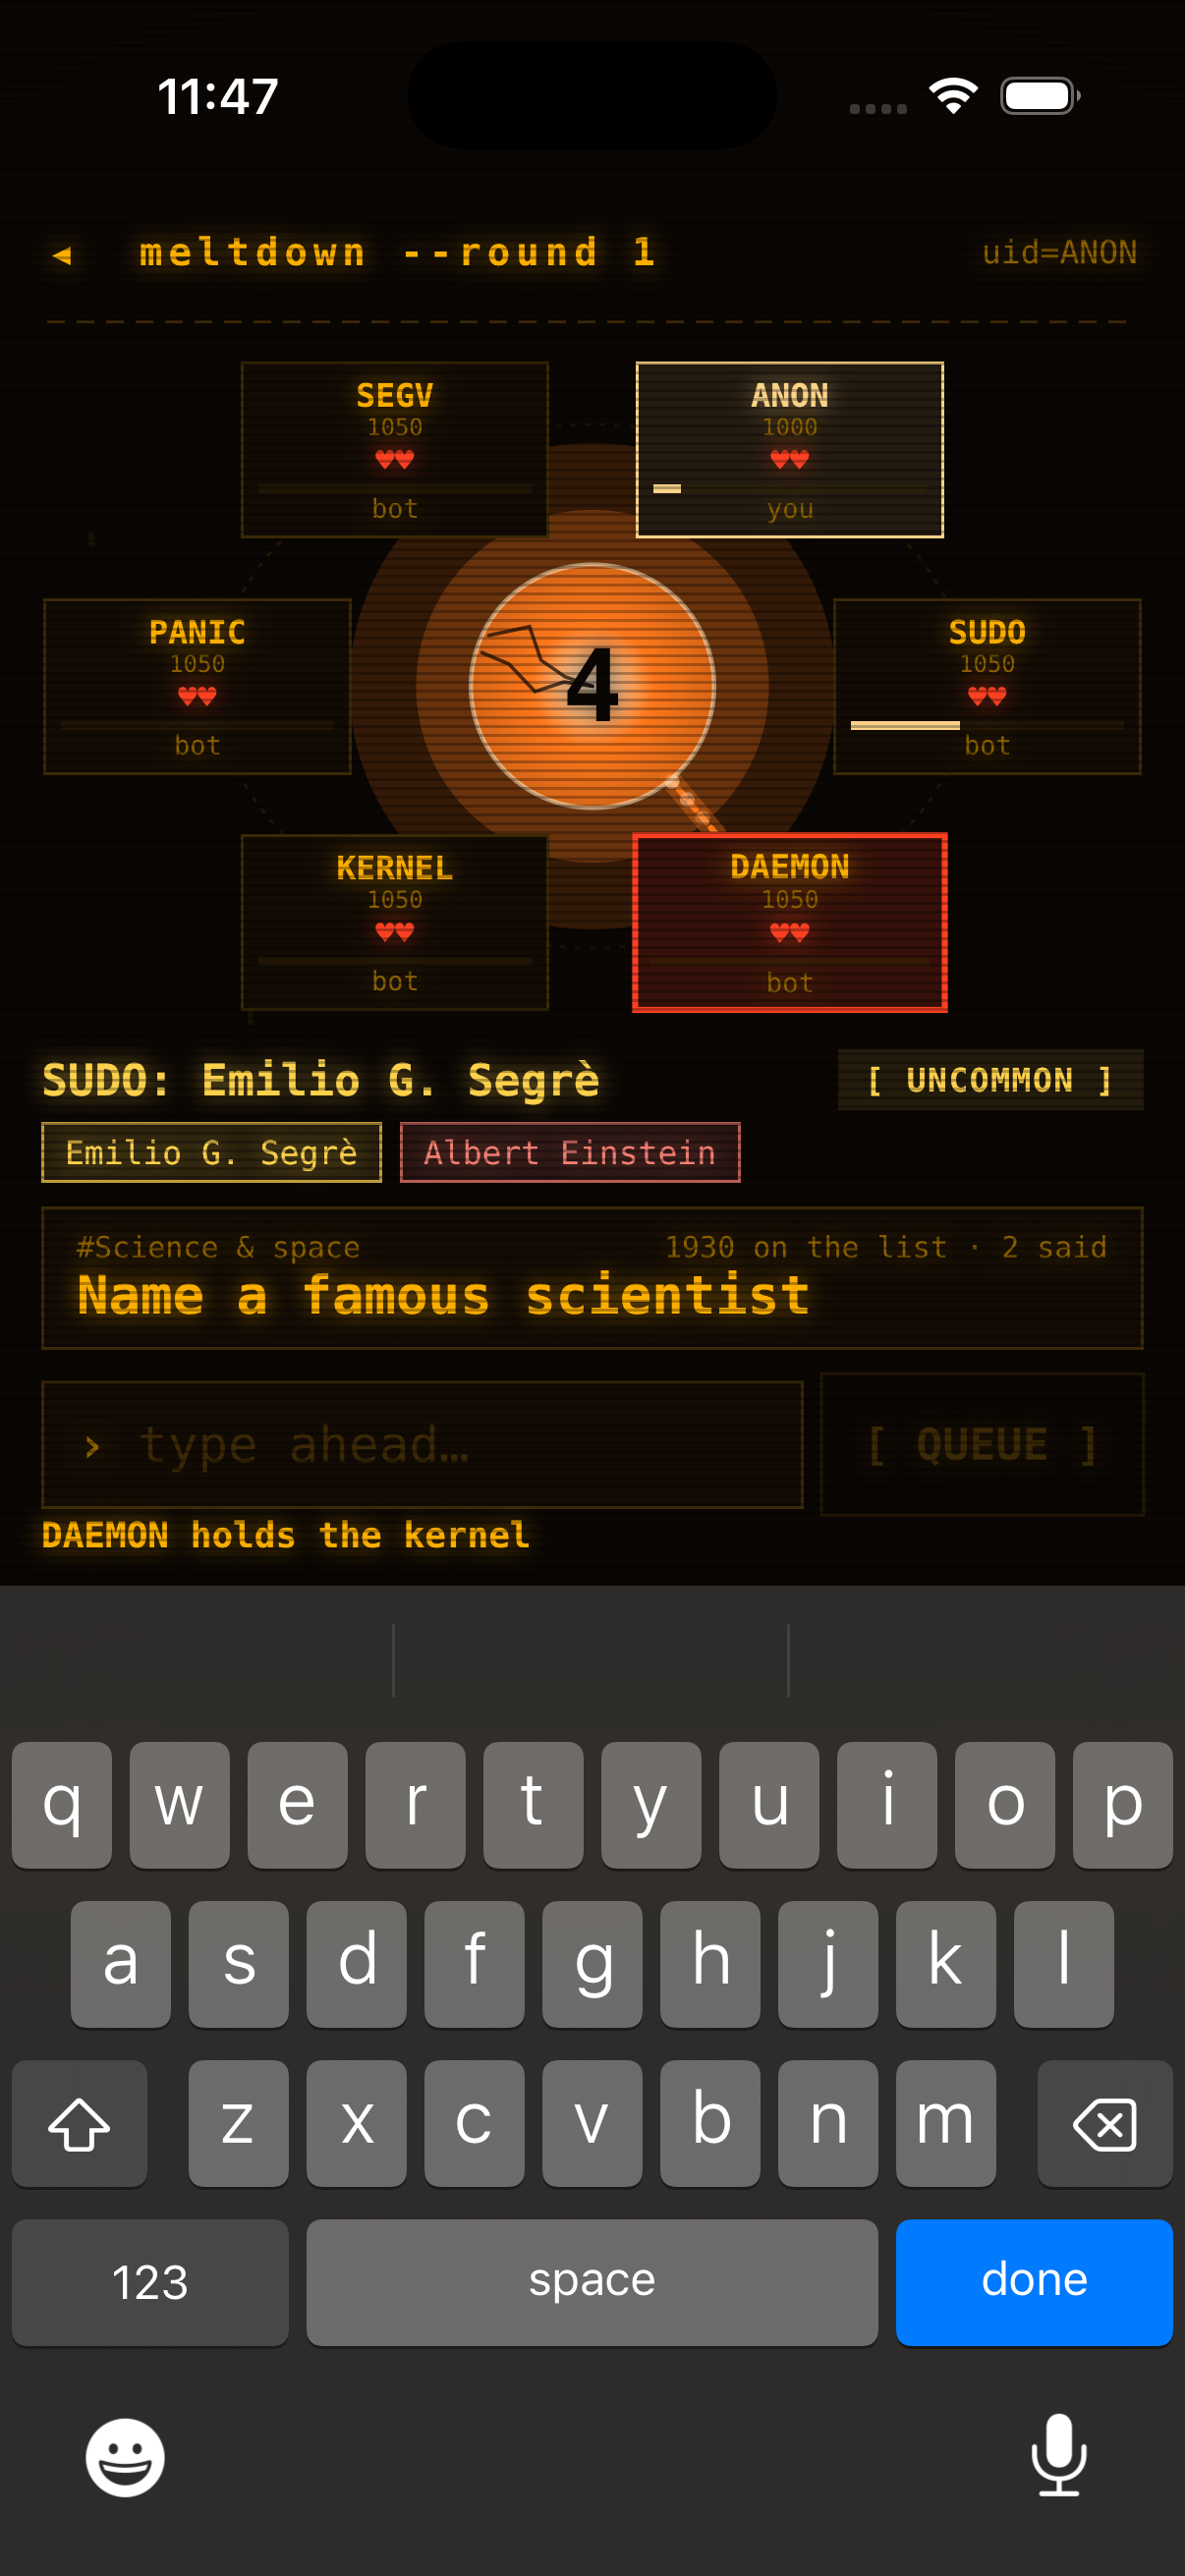 11:47
◂ meltdown --round 1 uid=ANON
SEGV
1050
♥♥
bot
ANON
1000
♥♥
you
PANIC
1050
♥♥
bot
4
SUDO
1050
♥♥
bot
KERNEL
1050
♥♥
bot
DAEMON
1050
♥♥
bot
SUDO: Emilio G. Segrè [ UNCOMMON ]
Emilio G. Segrè Albert Einstein
#Science & space 1930 on the list · 2 said
Name a famous scientist
› type ahead… [ QUEUE ]
DAEMON holds the kernel
q w e r t y u i o p
a s d f g h j k l
z x c v b n m
123 space done